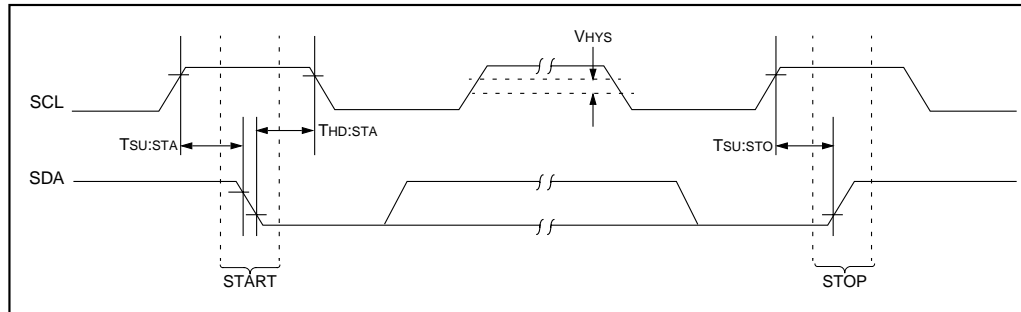 VHYS
SCL
TSU:STA
THD:STA
TSU:STO
SDA
START
STOP